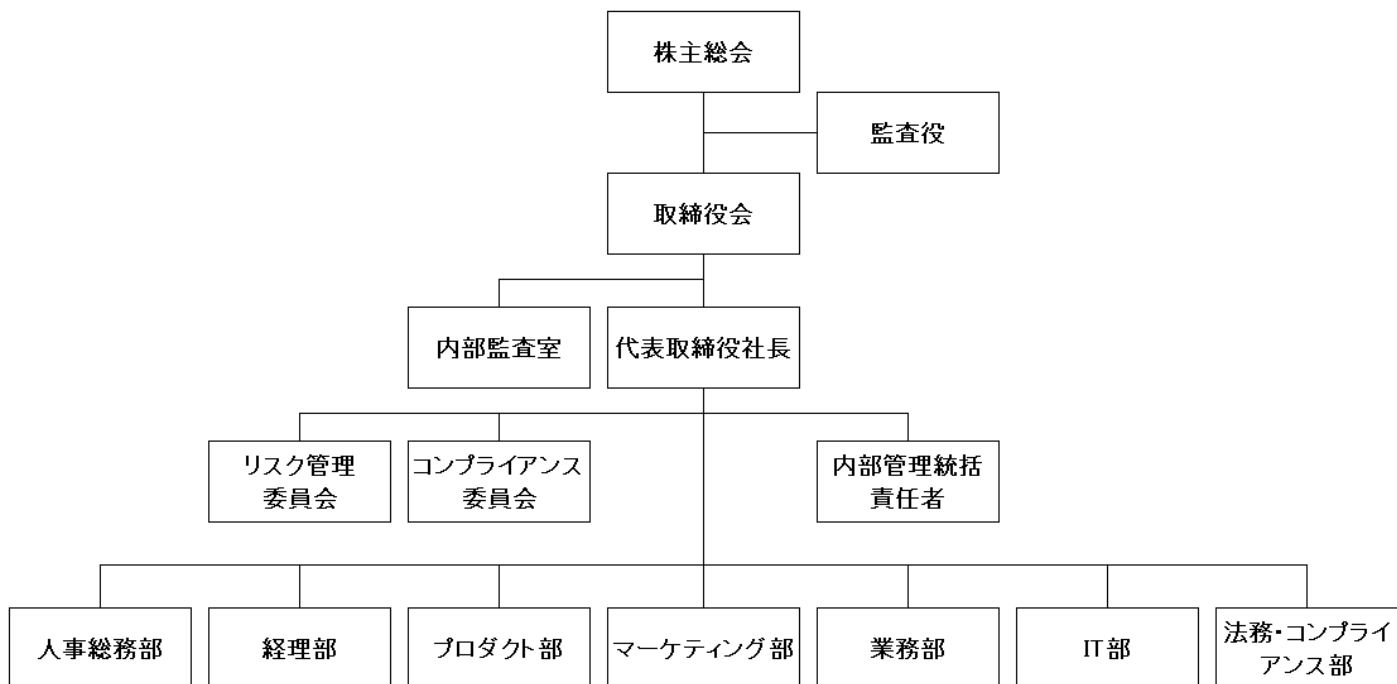 株主総会
監査役
取締役会
内部監査室
代表取締役社長
リスク管理
委員会
コンプライアンス
委員会
内部管理統括
責任者
人事総務部
経理部
プロダクト部
マーケティング部
業務部
IT部
法務・コンプライ
アンス部